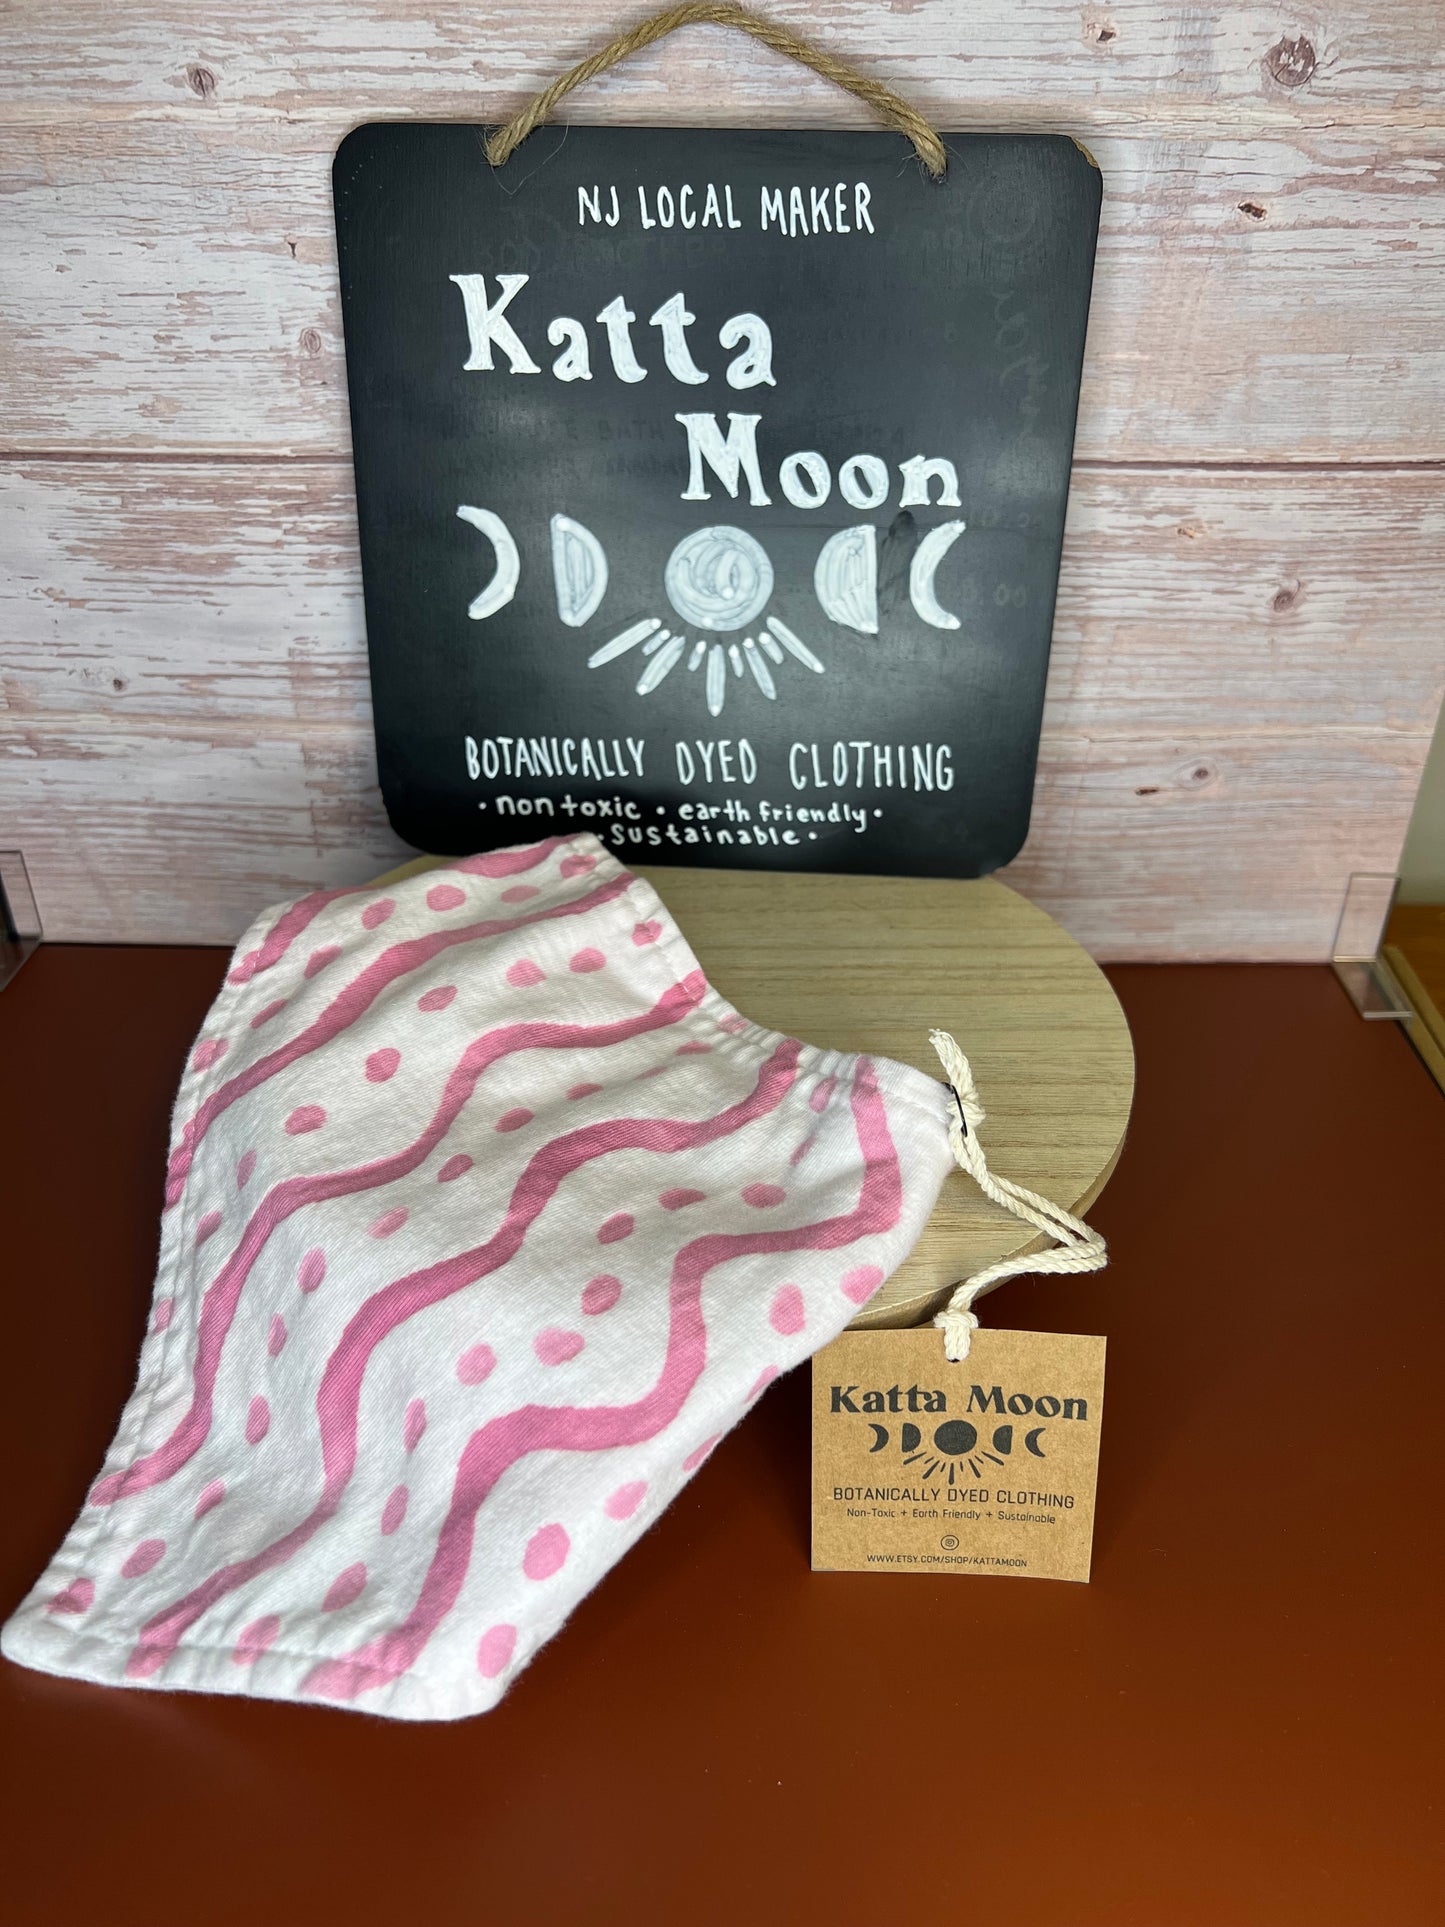 NJ LOCAL MAKER
Katta
Moon
BOTANICALLY DYED CLOTHING
• non toxic • earth friendly •
• sustainable •
Katta Moon
BOTANICALLY DYED CLOTHING
Non-Toxic + Earth Friendly + Sustainable
WWW.ETSY.COM/SHOP/KATTAMOON